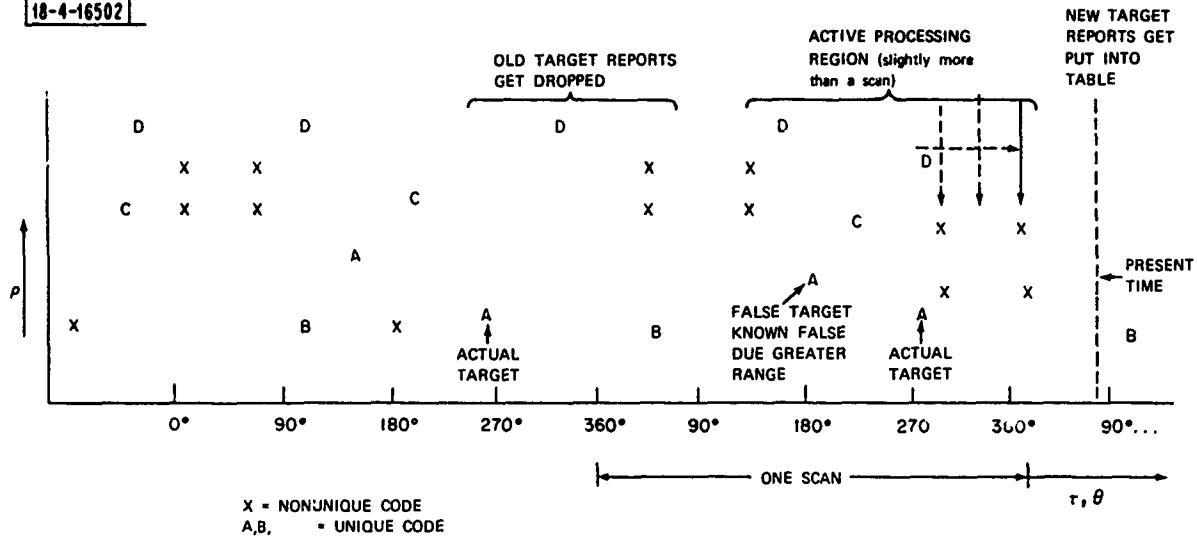 18-4-16502
NEW TARGET
REPORTS GET
PUT INTO
TABLE
ACTIVE PROCESSING
REGION (slightly more
than a scan)
OLD TARGET REPORTS
GET DROPPED
D D D D
D
X X X X
C X X C X X
C X X
A
A
X X
PRESENT
TIME
ρ
X B X A B A B
FALSE TARGET
KNOWN FALSE
DUE GREATER
RANGE
ACTUAL
TARGET
ACTUAL
TARGET
0° 90° 180° 270° 360° 90° 180° 270 360° 90°...
ONE SCAN
τ, θ
X = NONUNIQUE CODE
A,B, = UNIQUE CODE